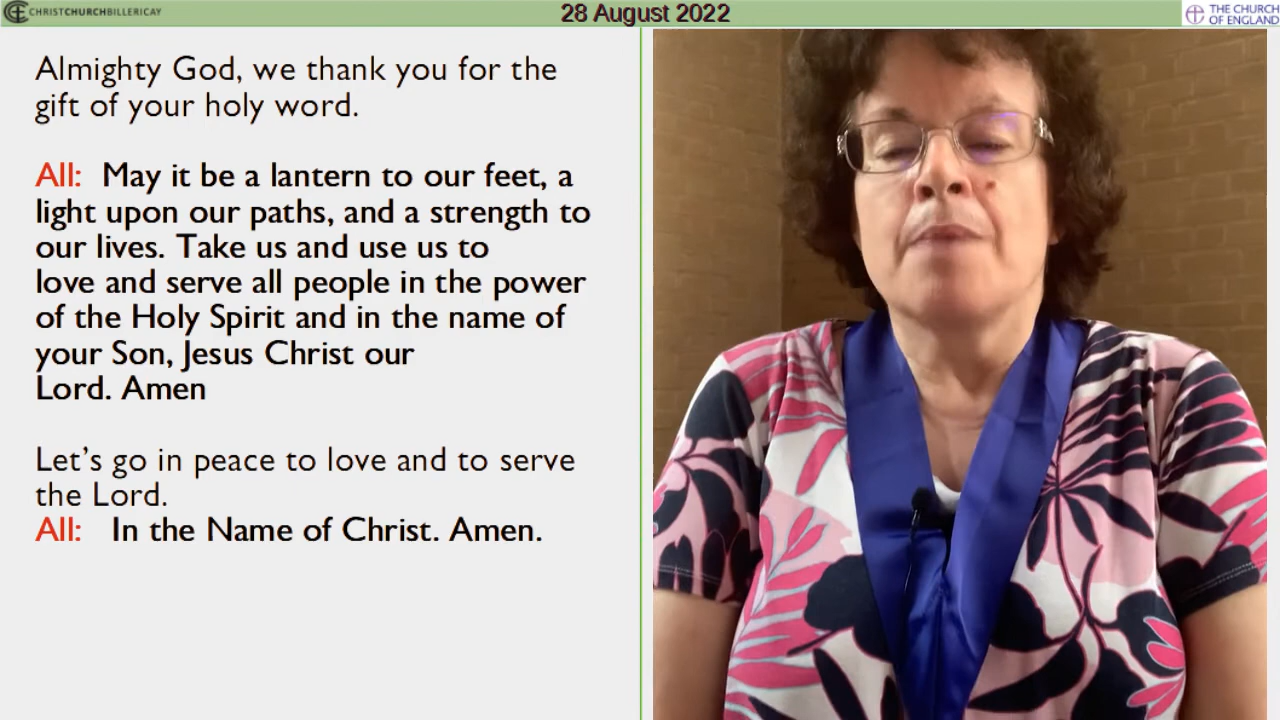 CHRISTCHURCHBILLERICAY
28 August 2022
THE CHURCH
OF ENGLAND
Almighty God, we thank you for the
gift of your holy word.
All: May it be a lantern to our feet, a
light upon our paths, and a strength to
our lives. Take us and use us to
love and serve all people in the power
of the Holy Spirit and in the name of
your Son, Jesus Christ our
Lord. Amen
Let’s go in peace to love and to serve
the Lord.
All: In the Name of Christ. Amen.